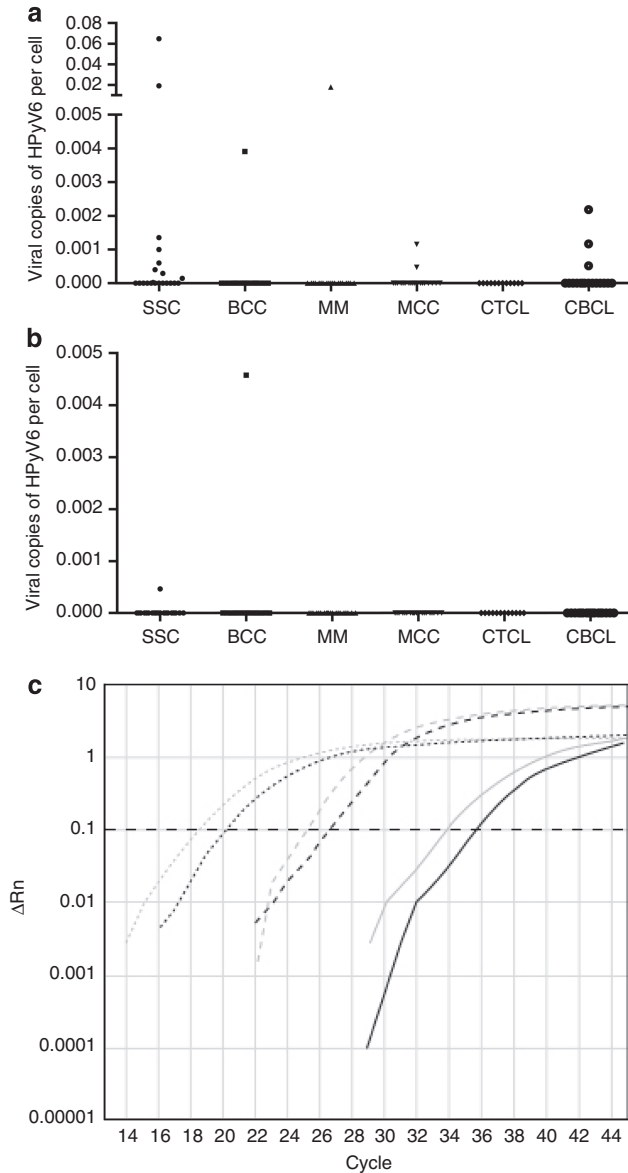 a
Viral copies of HPyV6 per cell
0.08
0.06
0.04
0.02
0.005
0.004
0.003
0.002
0.001
0.000
SSC BCC MM MCC CTCL CBCL
b
Viral copies of HPyV6 per cell
0.005
0.004
0.003
0.002
0.001
0.000
SSC BCC MM MCC CTCL CBCL
c
ΔRn
10
1
0.1
0.01
0.001
0.0001
0.00001
14 16 18 20 22 24 26 28 30 32 34 36 38 40 42 44
Cycle